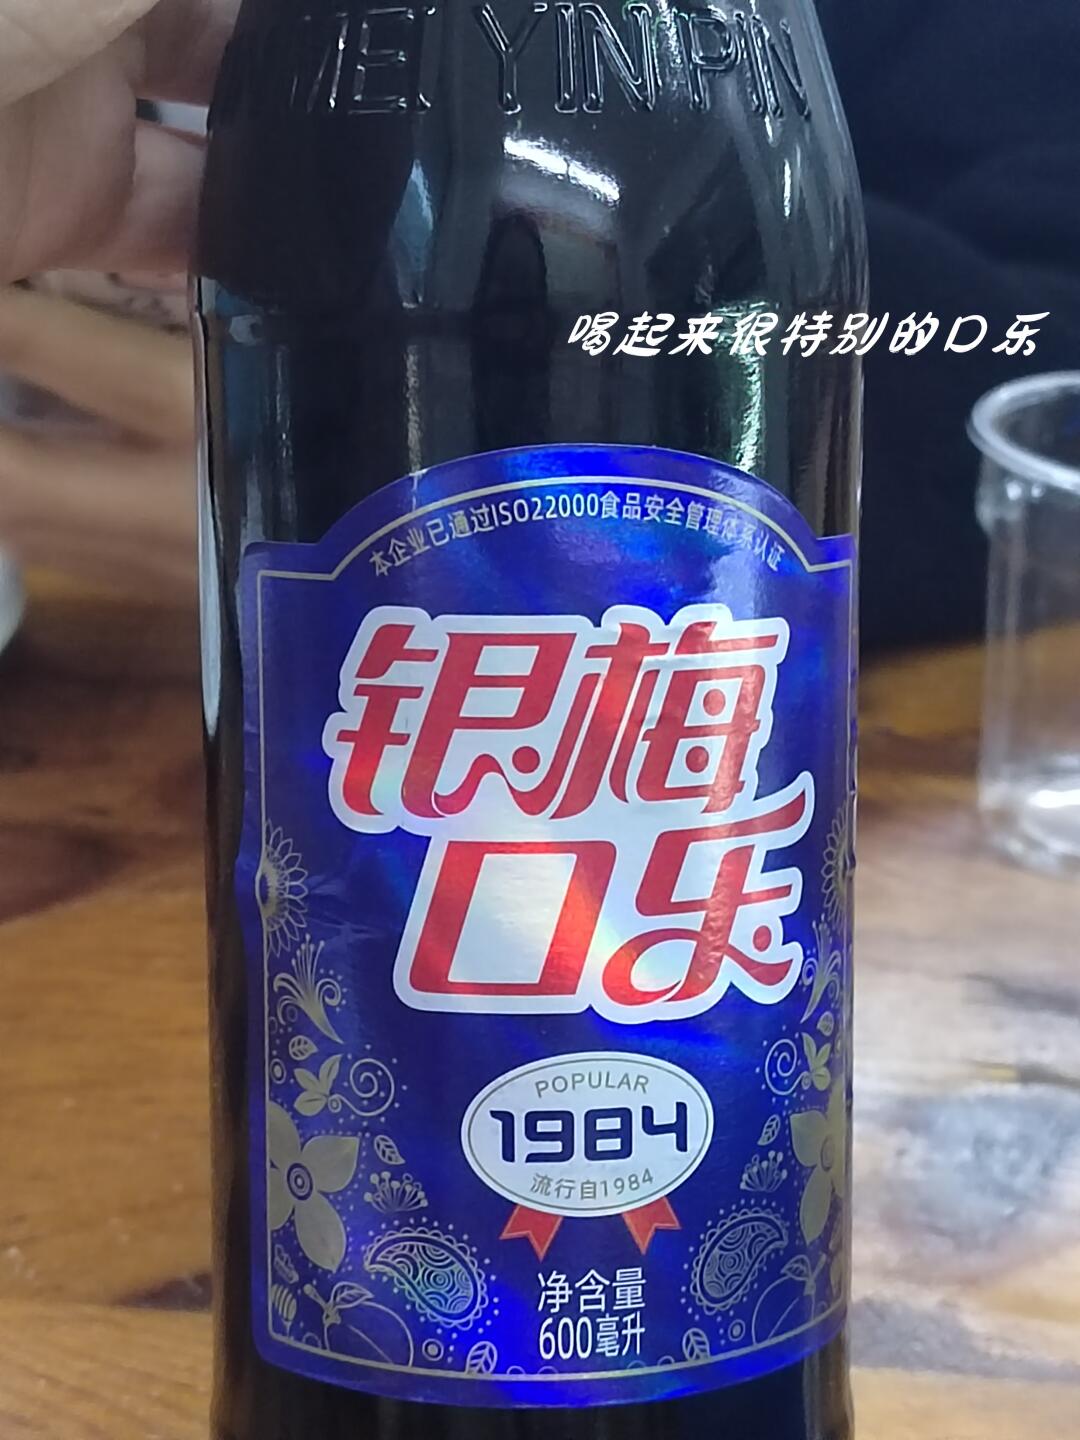 MEI YIN PIN
喝起来很特别的口乐
本企业已通过ISO22000食品安全管理体系认证
银梅
口乐
POPULAR
1984
流行自1984
净含量
600毫升